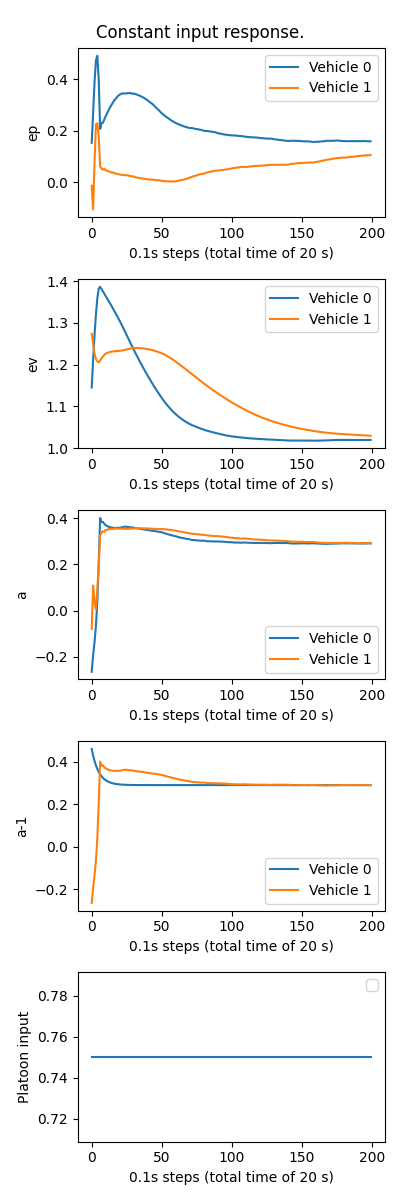 Constant input response.
Vehicle 0
Vehicle 1
0.4
0.2
0.0
ep
0 50 100 150 200
0.1s steps (total time of 20 s)
1.4
1.3
1.2
1.1
1.0
ev
Vehicle 0
Vehicle 1
0 50 100 150 200
0.1s steps (total time of 20 s)
0.4
0.2
0.0
−0.2
a
Vehicle 0
Vehicle 1
0 50 100 150 200
0.1s steps (total time of 20 s)
0.4
0.2
0.0
−0.2
a-1
Vehicle 0
Vehicle 1
0 50 100 150 200
0.1s steps (total time of 20 s)
0.78
0.76
0.74
0.72
Platoon input
0 50 100 150 200
0.1s steps (total time of 20 s)